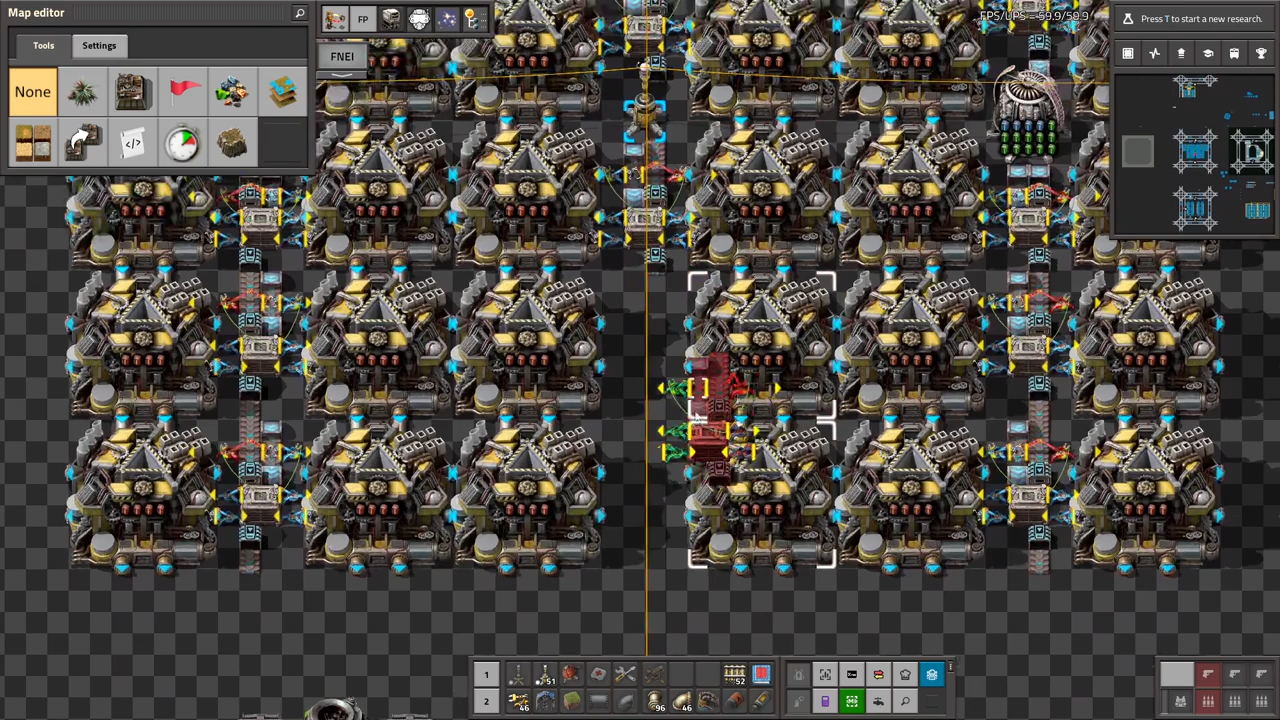 Map editor
FP
FPS/UPS = 59.9/58.9
Press T to start a new research.
Tools
Settings
FNEI
None
</>
1
51
52
2
46
96
46